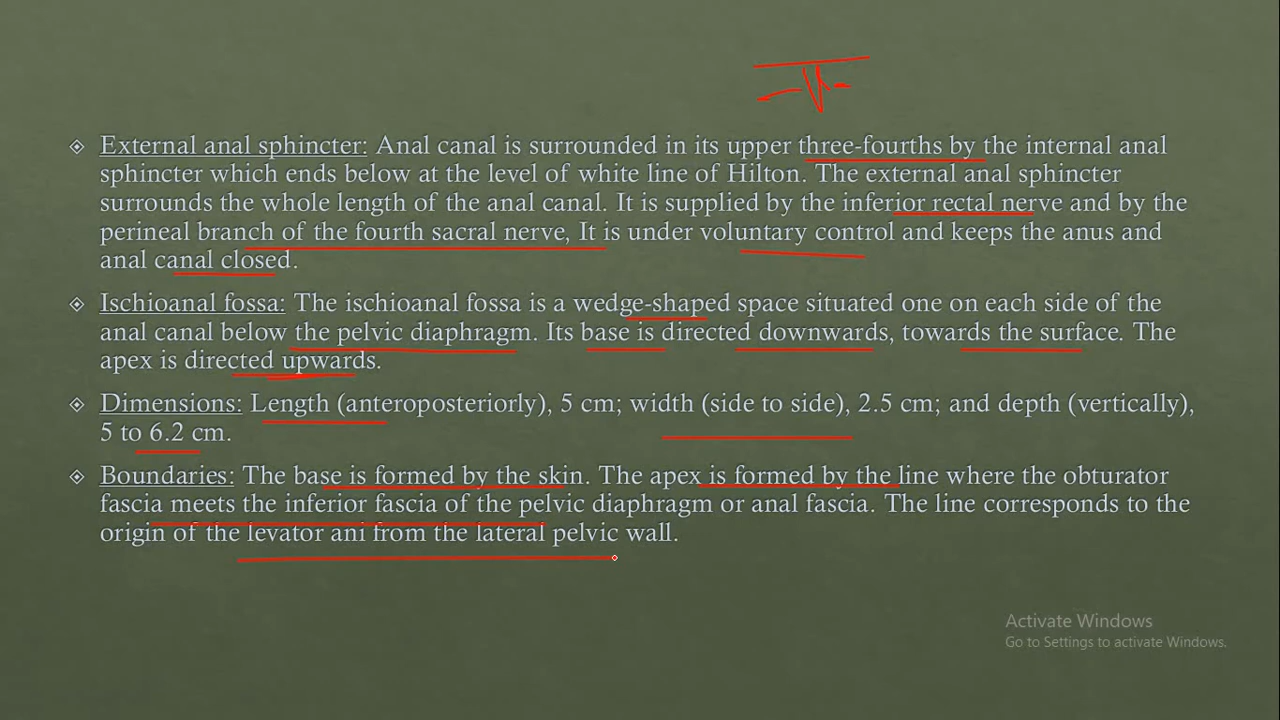 External anal sphincter: Anal canal is surrounded in its upper three-fourths by the internal anal
sphincter which ends below at the level of white line of Hilton. The external anal sphincter
surrounds the whole length of the anal canal. It is supplied by the inferior rectal nerve and by the
perineal branch of the fourth sacral nerve, It is under voluntary control and keeps the anus and
anal canal closed.
Ischioanal fossa: The ischioanal fossa is a wedge-shaped space situated one on each side of the
anal canal below the pelvic diaphragm. Its base is directed downwards, towards the surface. The
apex is directed upwards.
Dimensions: Length (anteroposteriorly), 5 cm; width (side to side), 2.5 cm; and depth (vertically),
5 to 6.2 cm.
Boundaries: The base is formed by the skin. The apex is formed by the line where the obturator
fascia meets the inferior fascia of the pelvic diaphragm or anal fascia. The line corresponds to the
origin of the levator ani from the lateral pelvic wall.
Activate Windows
Go to Settings to activate Windows.